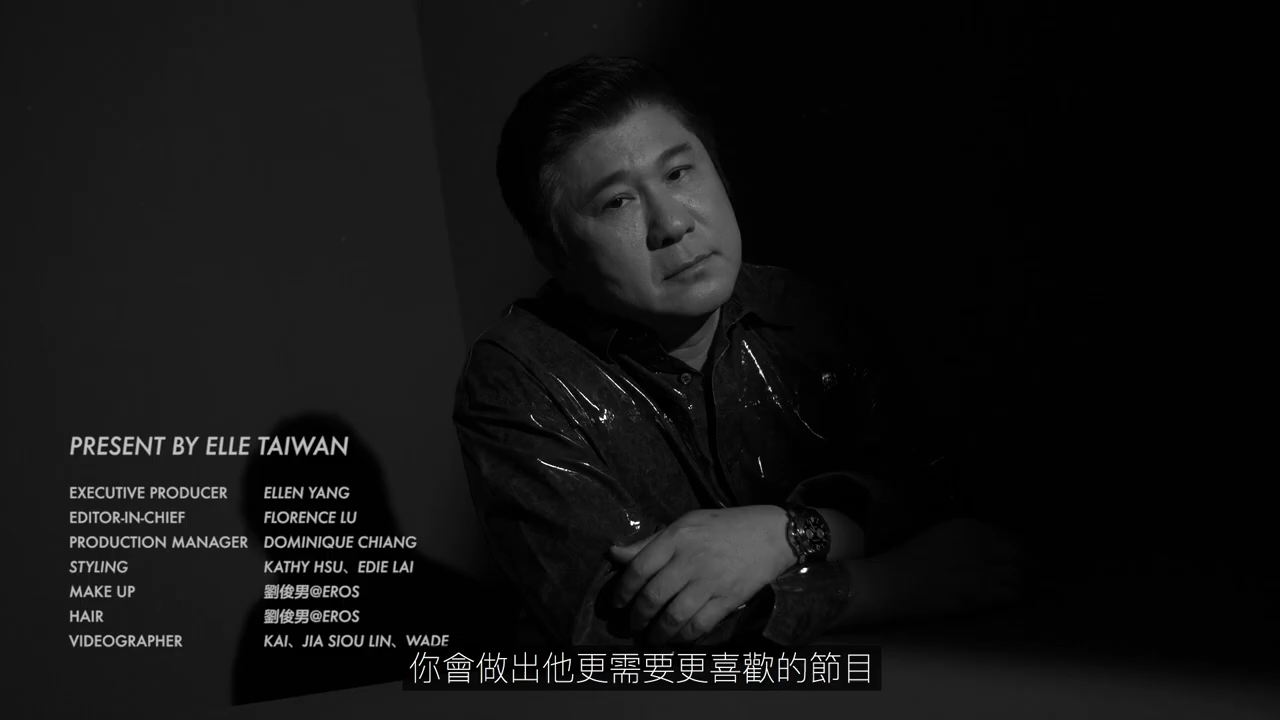 PRESENT BY ELLE TAIWAN
EXECUTIVE PRODUCER ELLEN YANG
EDITOR-IN-CHIEF FLORENCE LU
PRODUCTION MANAGER DOMINIQUE CHIANG
STYLING KATHY HSU、EDIE LAI
MAKE UP 劉俊男@EROS
HAIR 劉俊男@EROS
VIDEOGRAPHER KAI、JIA SIOU LIN、WADE
你會做出他更需要更喜歡的節目